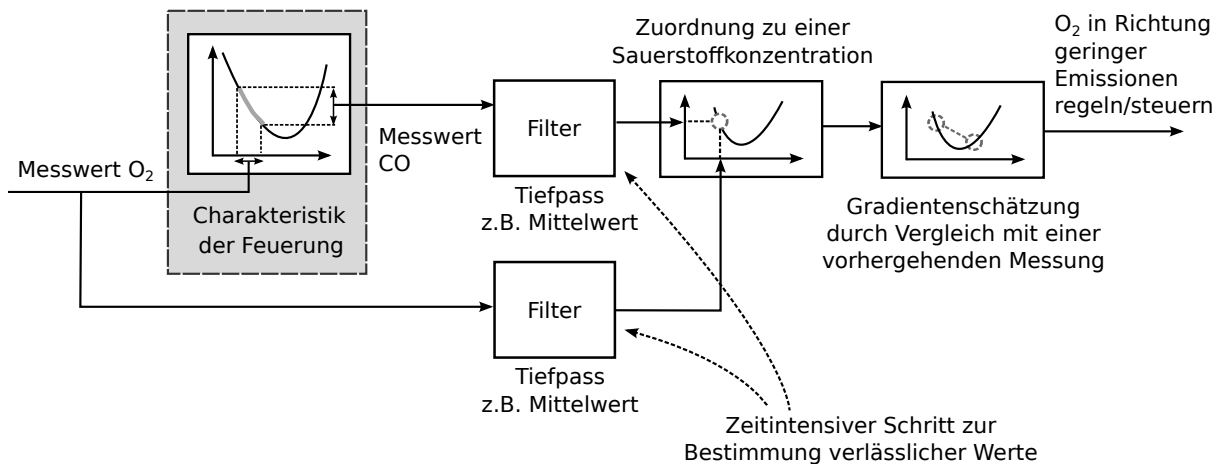 Messwert O₂
Charakteristik
der Feuerung
Messwert
CO
Filter
Tiefpass
z.B. Mittelwert
Filter
Tiefpass
z.B. Mittelwert
Zuordnung zu einer
Sauerstoffkonzentration
Gradientenschätzung
durch Vergleich mit einer
vorhergehenden Messung
O₂ in Richtung
geringer
Emissionen
regeln/steuern
Zeitintensiver Schritt zur
Bestimmung verlässlicher Werte